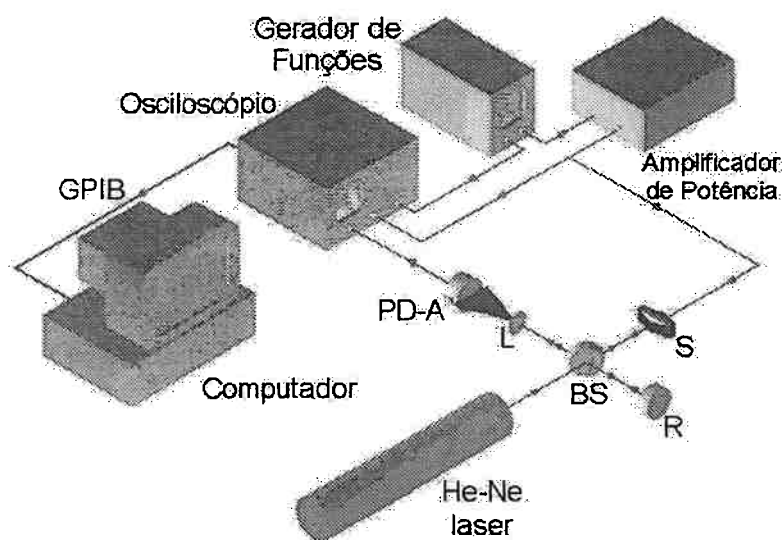 Gerador de
Funções
Osciloscópio
Amplificador
de Potência
GPIB
PD-A
L
S
BS
R
Computador
He-Ne
laser